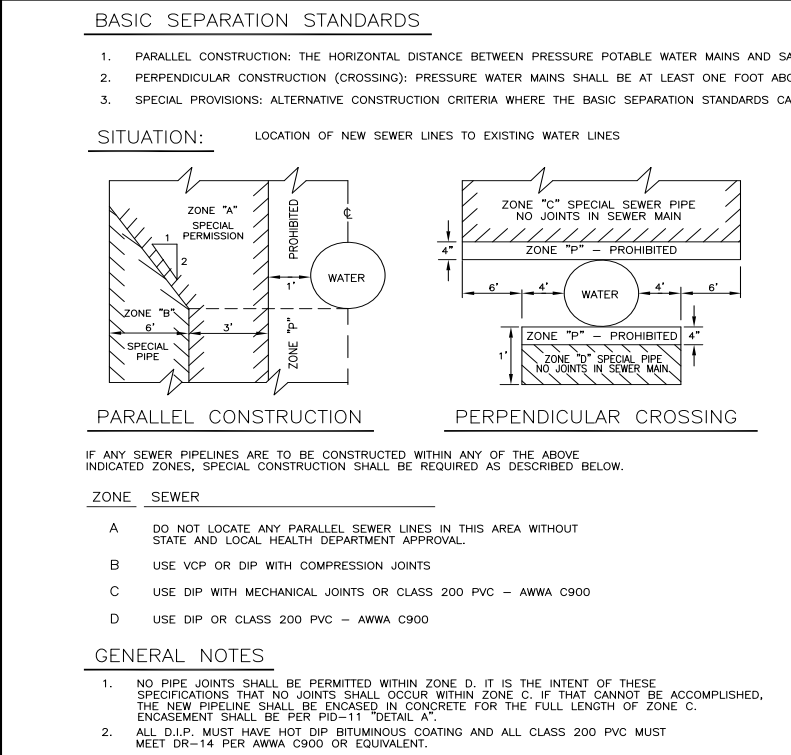 BASIC SEPARATION STANDARDS
1. PARALLEL CONSTRUCTION: THE HORIZONTAL DISTANCE BETWEEN PRESSURE POTABLE WATER MAINS AND SA
2. PERPENDICULAR CONSTRUCTION (CROSSING): PRESSURE WATER MAINS SHALL BE AT LEAST ONE FOOT ABO
3. SPECIAL PROVISIONS: ALTERNATIVE CONSTRUCTION CRITERIA WHERE THE BASIC SEPARATION STANDARDS CA
SITUATION: LOCATION OF NEW SEWER LINES TO EXISTING WATER LINES
ZONE "A"
SPECIAL
PERMISSION
1
2
PROHIBITED
℄
1'
WATER
ZONE "B"
6'
3'
SPECIAL
PIPE
ZONE "P"
PARALLEL CONSTRUCTION
ZONE "C" SPECIAL SEWER PIPE
NO JOINTS IN SEWER MAIN
4"
ZONE "P" – PROHIBITED
6'
4'
WATER
4'
6'
ZONE "P" – PROHIBITED
4"
1'
ZONE "D" SPECIAL PIPE
NO JOINTS IN SEWER MAIN
PERPENDICULAR CROSSING
IF ANY SEWER PIPELINES ARE TO BE CONSTRUCTED WITHIN ANY OF THE ABOVE
INDICATED ZONES, SPECIAL CONSTRUCTION SHALL BE REQUIRED AS DESCRIBED BELOW.
ZONE SEWER
A DO NOT LOCATE ANY PARALLEL SEWER LINES IN THIS AREA WITHOUT
STATE AND LOCAL HEALTH DEPARTMENT APPROVAL.
B USE VCP OR DIP WITH COMPRESSION JOINTS
C USE DIP WITH MECHANICAL JOINTS OR CLASS 200 PVC – AWWA C900
D USE DIP OR CLASS 200 PVC – AWWA C900
GENERAL NOTES
1. NO PIPE JOINTS SHALL BE PERMITTED WITHIN ZONE D. IT IS THE INTENT OF THESE
SPECIFICATIONS THAT NO JOINTS SHALL OCCUR WITHIN ZONE C. IF THAT CANNOT BE ACCOMPLISHED,
THE NEW PIPELINE SHALL BE ENCASED IN CONCRETE FOR THE FULL LENGTH OF ZONE C.
ENCASEMENT SHALL BE PER PID–11 "DETAIL A".
2. ALL D.I.P. MUST HAVE HOT DIP BITUMINOUS COATING AND ALL CLASS 200 PVC MUST
MEET DR–14 PER AWWA C900 OR EQUIVALENT.